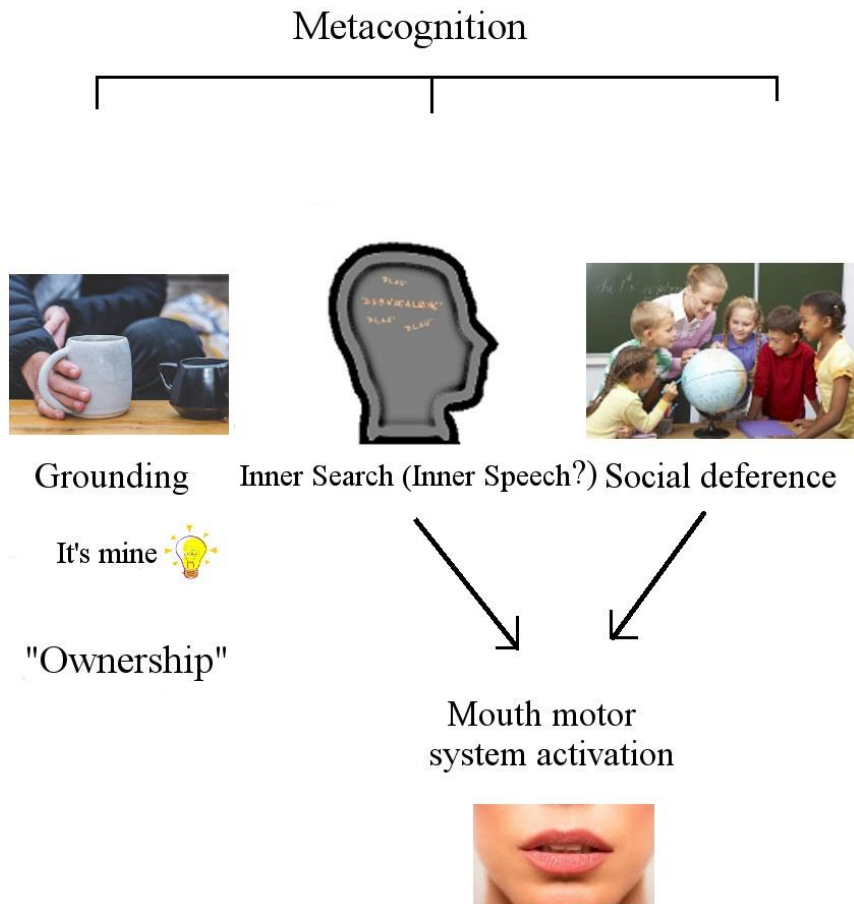 Metacognition
Grounding
Inner Search (Inner Speech?)
Social deference
It's mine
"Ownership"
Mouth motor
system activation